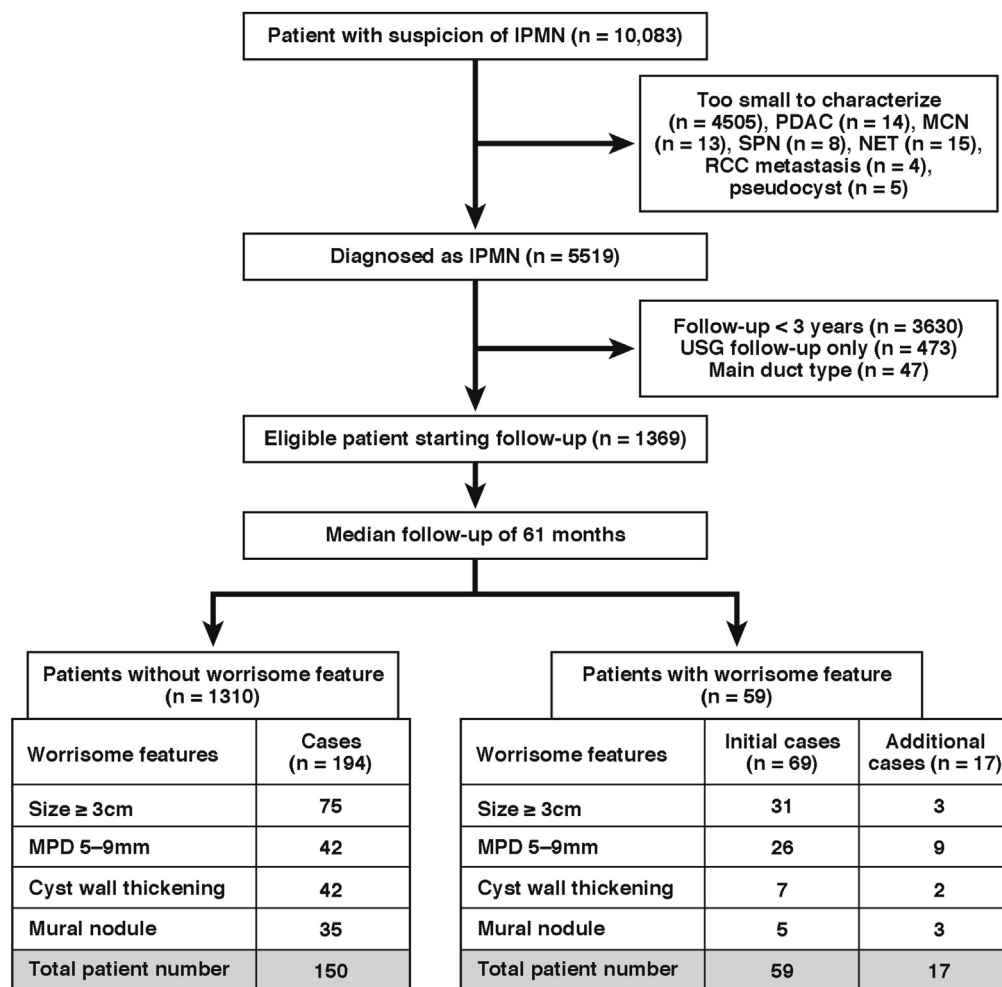 Patient with suspicion of IPMN (n = 10,083)
Too small to characterize
(n = 4505), PDAC (n = 14), MCN
(n = 13), SPN (n = 8), NET (n = 15),
RCC metastasis (n = 4),
pseudocyst (n = 5)
Diagnosed as IPMN (n = 5519)
Follow-up < 3 years (n = 3630)
USG follow-up only (n = 473)
Main duct type (n = 47)
Eligible patient starting follow-up (n = 1369)
Median follow-up of 61 months
Patients without worrisome feature
(n = 1310)
Worrisome features
Cases
(n = 194)
Size ≥ 3cm 75
MPD 5–9mm 42
Cyst wall thickening 42
Mural nodule 35
Total patient number 150
Patients with worrisome feature
(n = 59)
Worrisome features
Initial cases
(n = 69)
Additional
cases (n = 17)
Size ≥ 3cm 31 3
MPD 5–9mm 26 9
Cyst wall thickening 7 2
Mural nodule 5 3
Total patient number 59 17